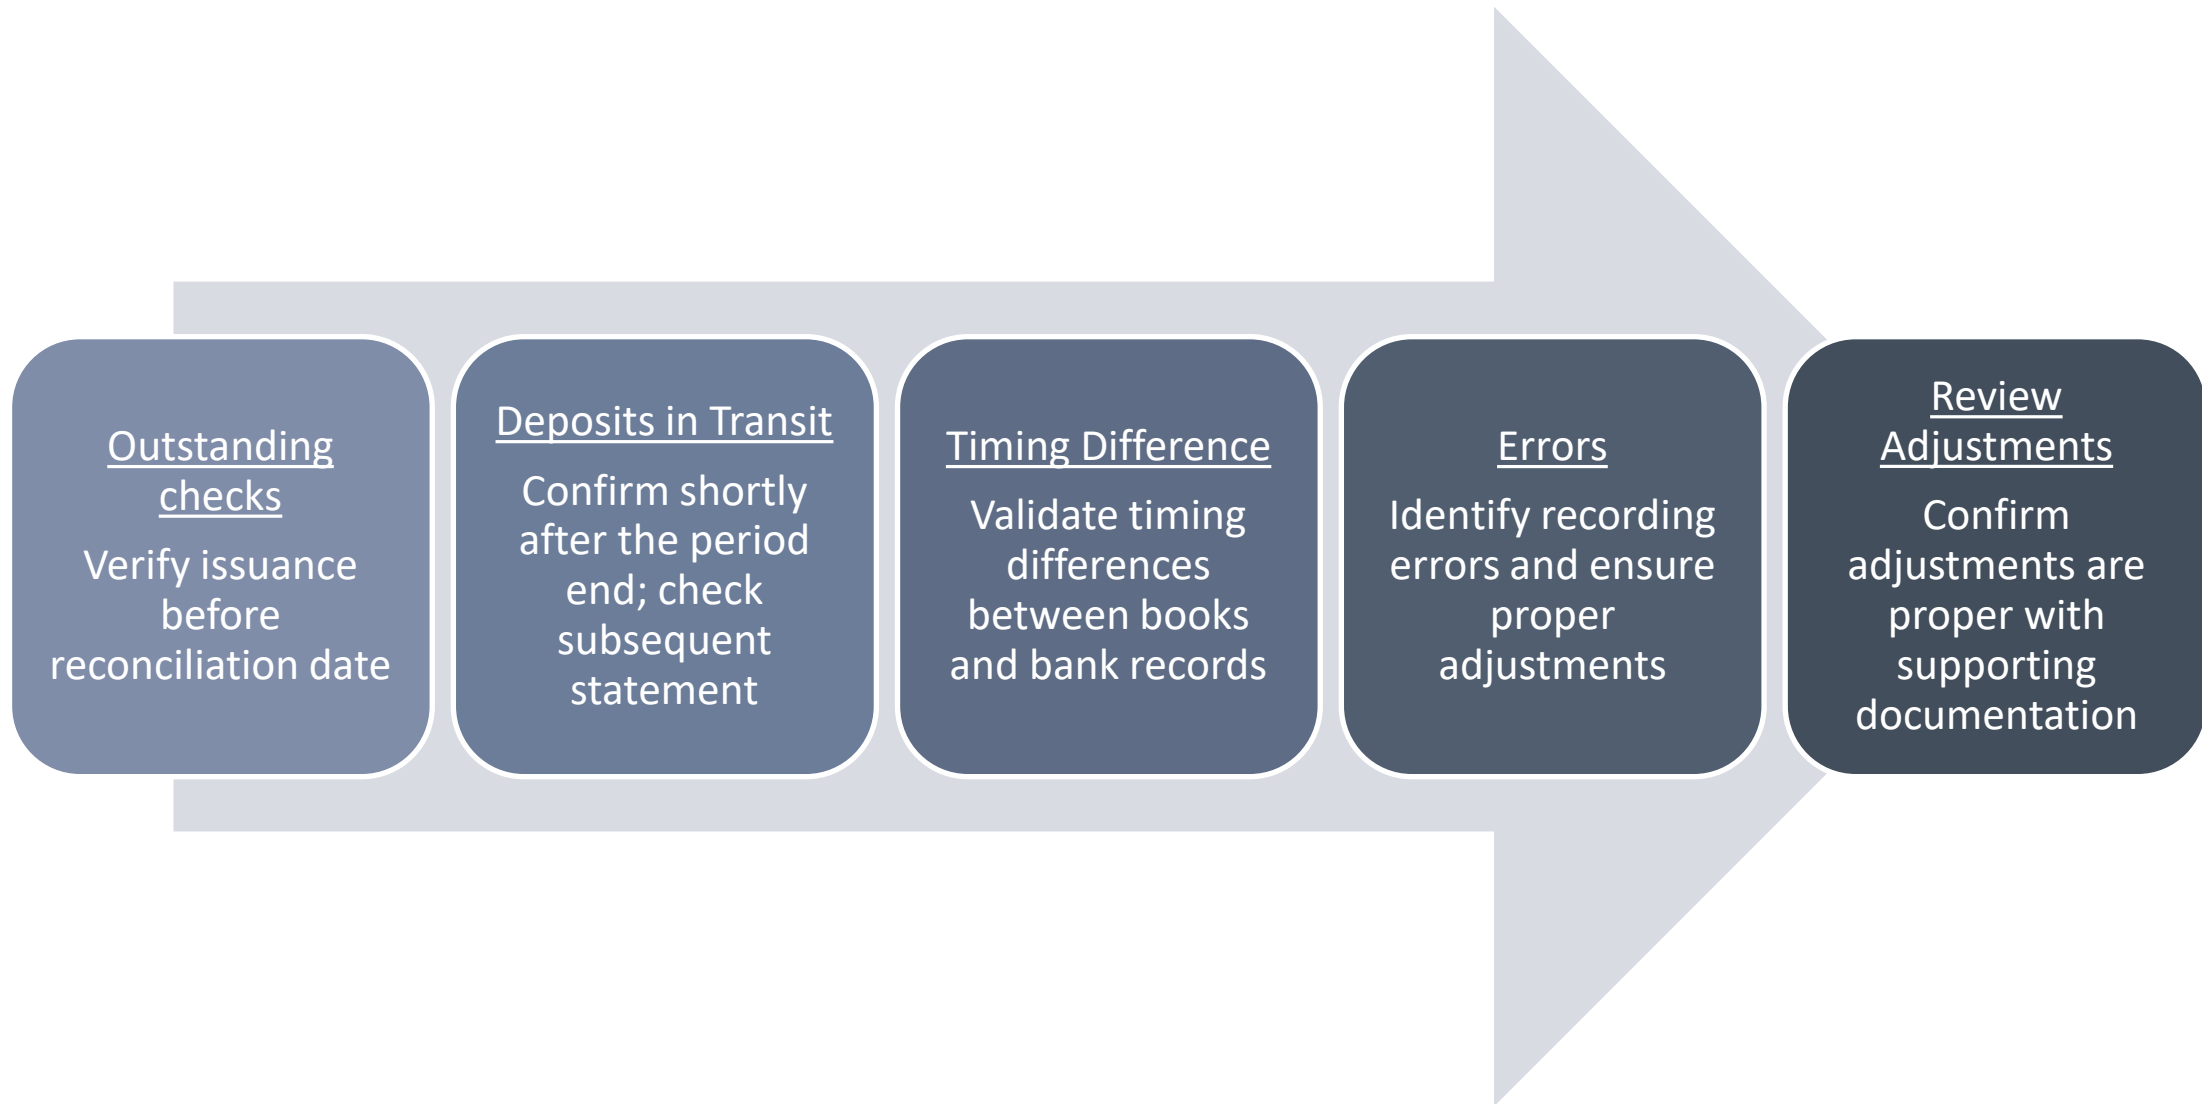 Outstanding
checks
Verify issuance
before
reconciliation date
Deposits in Transit
Confirm shortly
after the period
end; check
subsequent
statement
Timing Difference
Validate timing
differences
between books
and bank records
Errors
Identify recording
errors and ensure
proper
adjustments
Review
Adjustments
Confirm
adjustments are
proper with
supporting
documentation